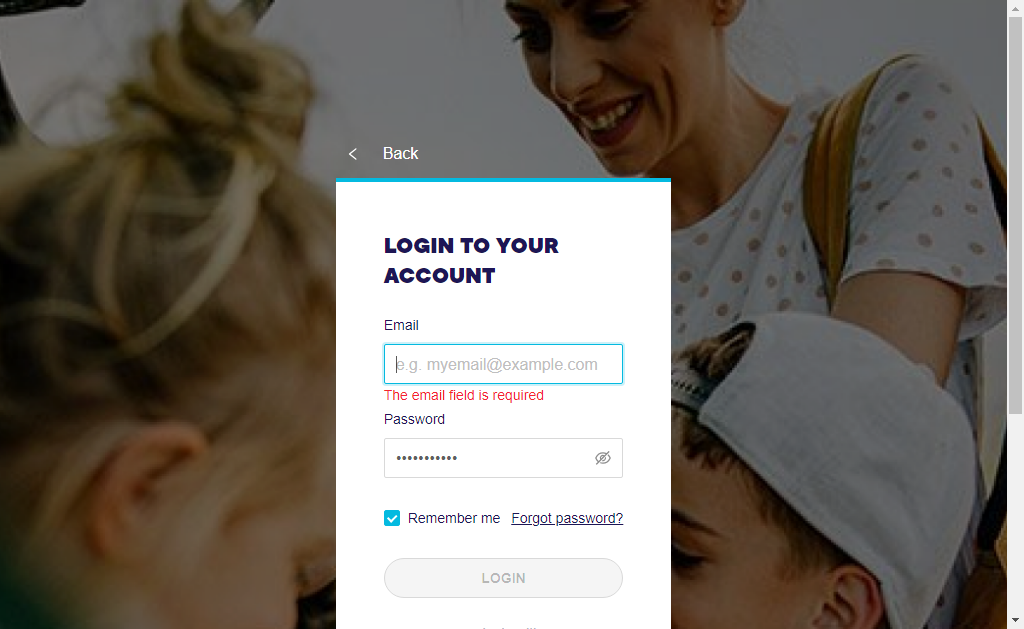 Back
LOGIN TO YOUR
ACCOUNT
Email
e.g. myemail@example.com
The email field is required
Password
•••••••••••
Remember me Forgot password?
LOGIN